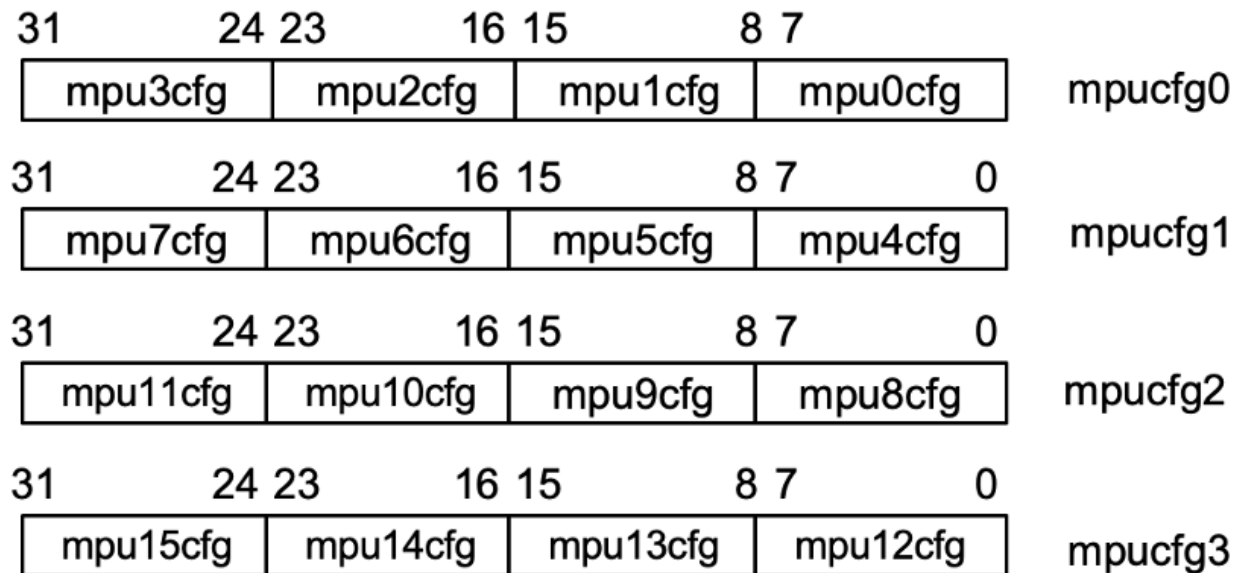 31 24 23 16 15 8 7
mpu3cfg mpu2cfg mpu1cfg mpu0cfg mpucfg0
31 24 23 16 15 8 7 0
mpu7cfg mpu6cfg mpu5cfg mpu4cfg mpucfg1
31 24 23 16 15 8 7 0
mpu11cfg mpu10cfg mpu9cfg mpu8cfg mpucfg2
31 24 23 16 15 8 7 0
mpu15cfg mpu14cfg mpu13cfg mpu12cfg mpucfg3